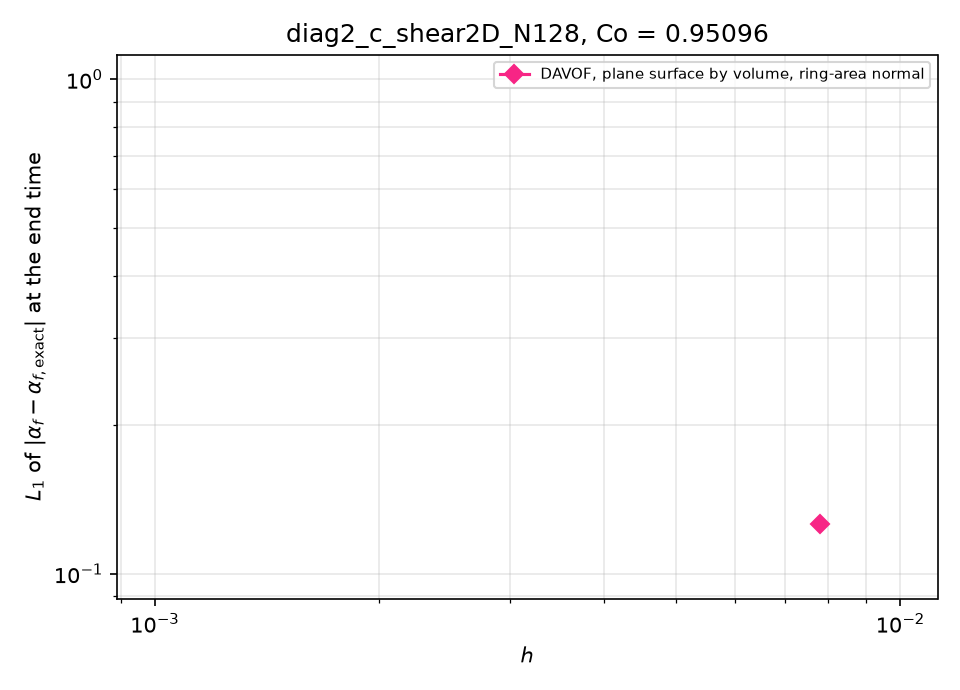 diag2_c_shear2D_N128, Co = 0.95096
DAVOF, plane surface by volume, ring-area normal
L₁ of |α_f − α_{f,exact}| at the end time
10⁰
10⁻¹
10⁻³
10⁻²
h